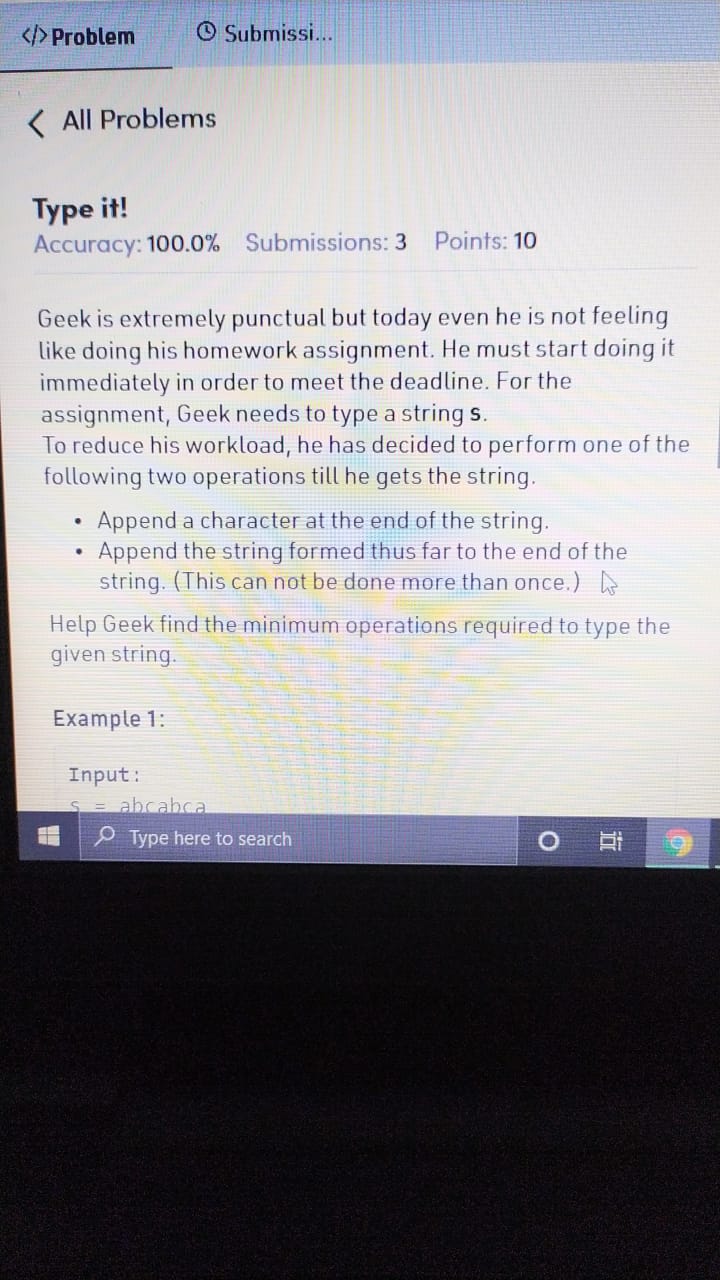 </> Problem
Submissi...
All Problems
Type it!
Accuracy: 100.0% Submissions: 3 Points: 10
Geek is extremely punctual but today even he is not feeling
like doing his homework assignment. He must start doing it
immediately in order to meet the deadline. For the
assignment, Geek needs to type a string s.
To reduce his workload, he has decided to perform one of the
following two operations till he gets the string.
• Append a character at the end of the string.
• Append the string formed thus far to the end of the
string. (This can not be done more than once.)
Help Geek find the minimum operations required to type the
given string.
Example 1:
Input:
s = abcabca
Type here to search